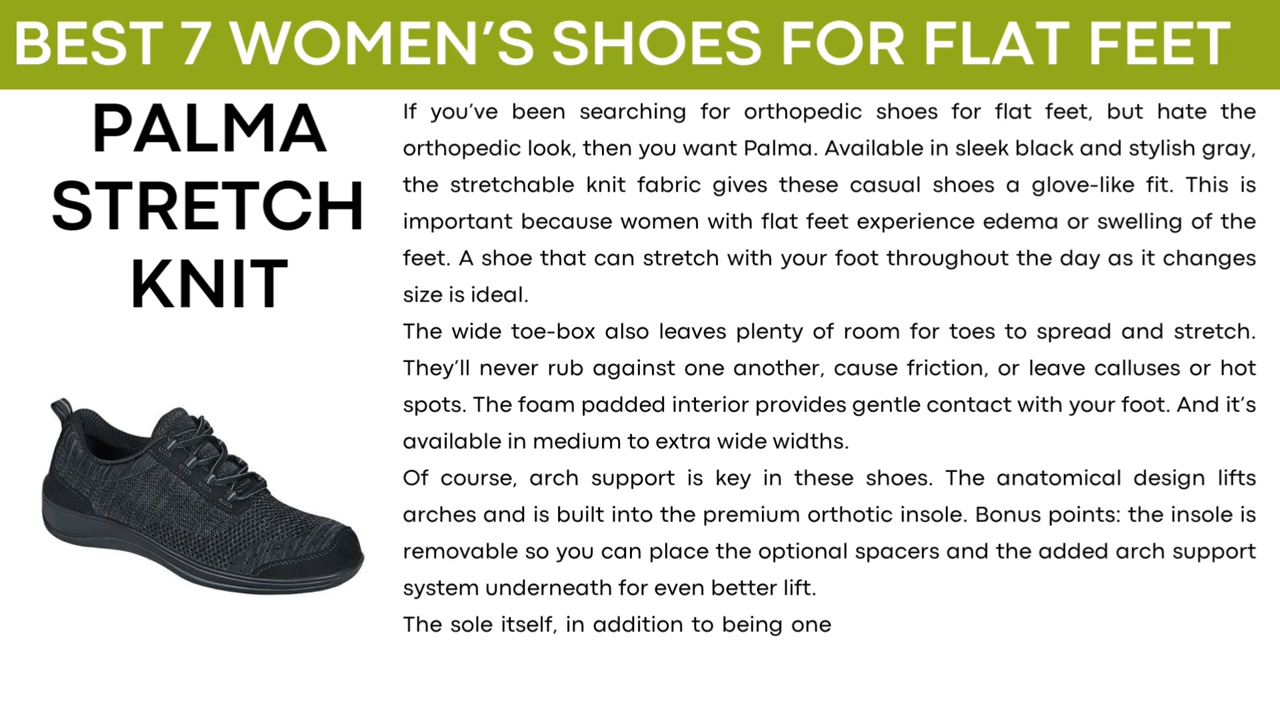 BEST 7 WOMEN'S SHOES FOR FLAT FEET
PALMA
STRETCH
KNIT
If you've been searching for orthopedic shoes for flat feet, but hate the
orthopedic look, then you want Palma. Available in sleek black and stylish gray,
the stretchable knit fabric gives these casual shoes a glove-like fit. This is
important because women with flat feet experience edema or swelling of the
feet. A shoe that can stretch with your foot throughout the day as it changes
size is ideal.
The wide toe-box also leaves plenty of room for toes to spread and stretch.
They'll never rub against one another, cause friction, or leave calluses or hot
spots. The foam padded interior provides gentle contact with your foot. And it's
available in medium to extra wide widths.
Of course, arch support is key in these shoes. The anatomical design lifts
arches and is built into the premium orthotic insole. Bonus points: the insole is
removable so you can place the optional spacers and the added arch support
system underneath for even better lift.
The sole itself, in addition to being one